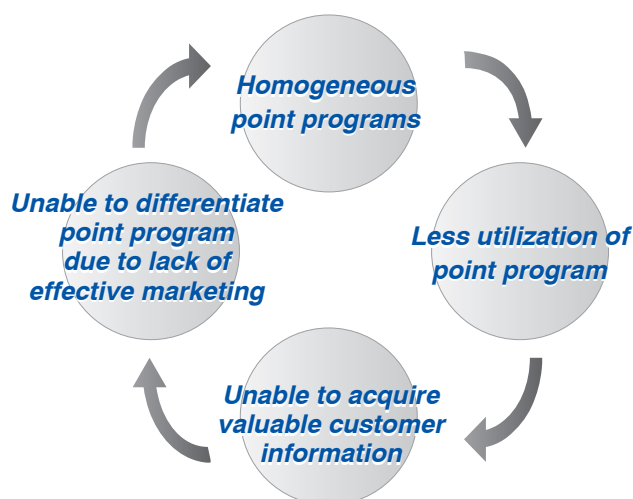 Homogeneous
point programs
Less utilization of
point program
Unable to acquire
valuable customer
information
Unable to differentiate
point program
due to lack of
effective marketing